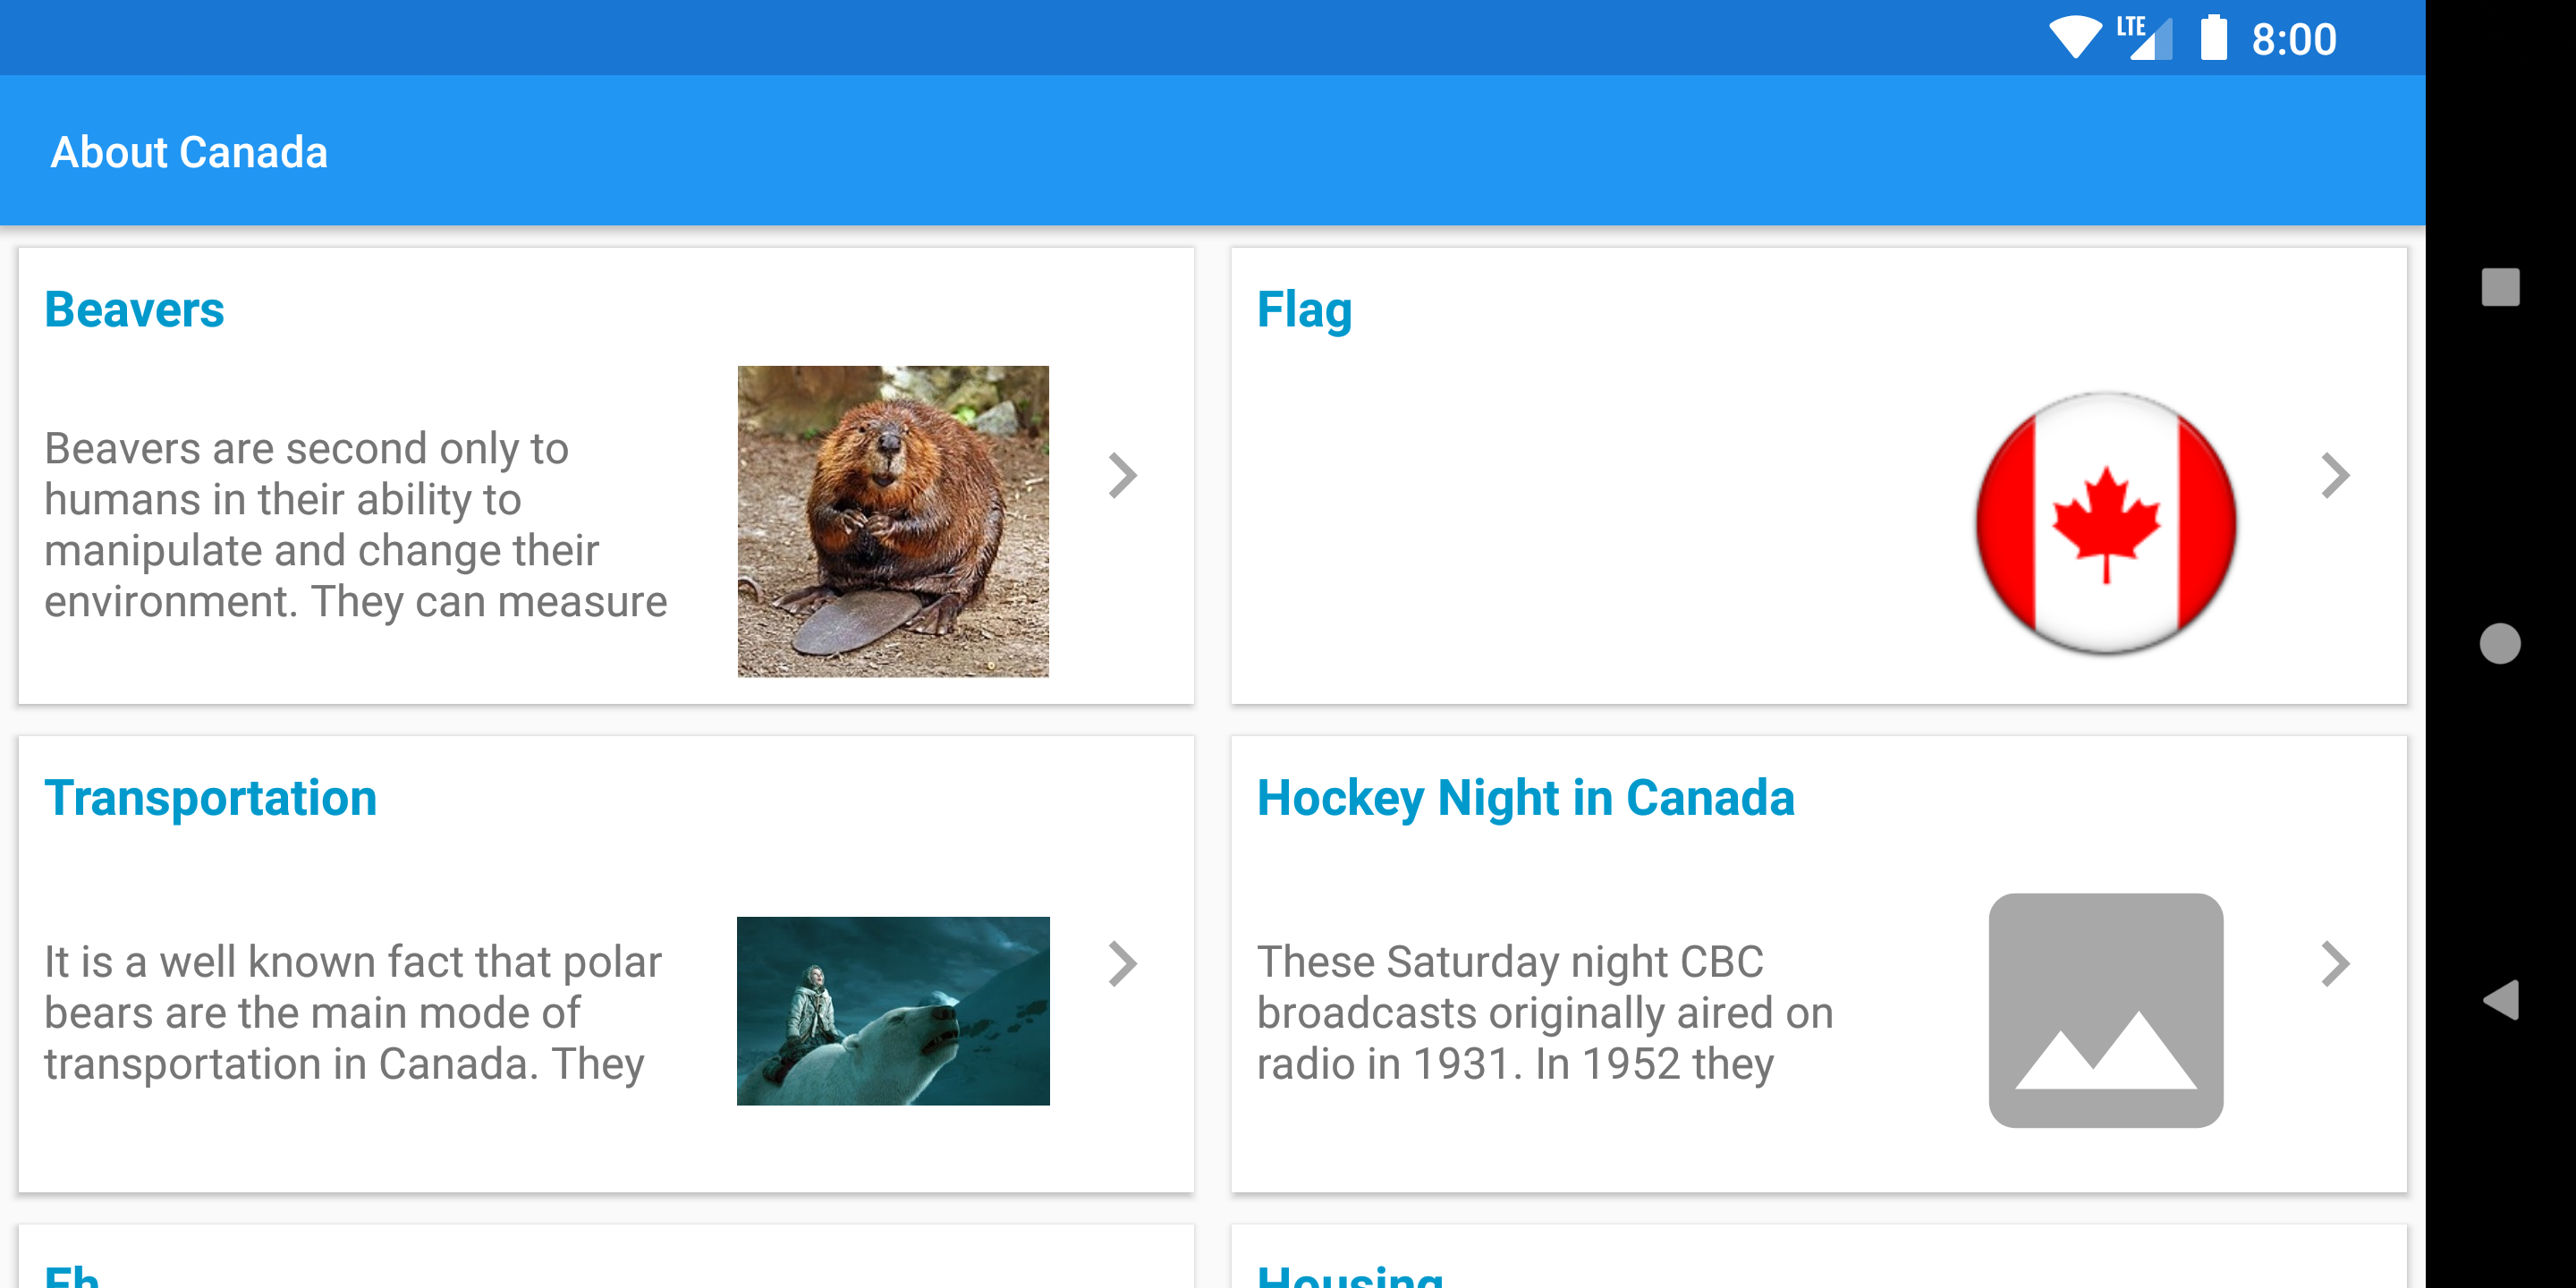 LTE 8:00
About Canada
Beavers
Beavers are second only to
humans in their ability to
manipulate and change their
environment. They can measure
Flag
Transportation
It is a well known fact that polar
bears are the main mode of
transportation in Canada. They
Hockey Night in Canada
These Saturday night CBC
broadcasts originally aired on
radio in 1931. In 1952 they
Eh
Housing